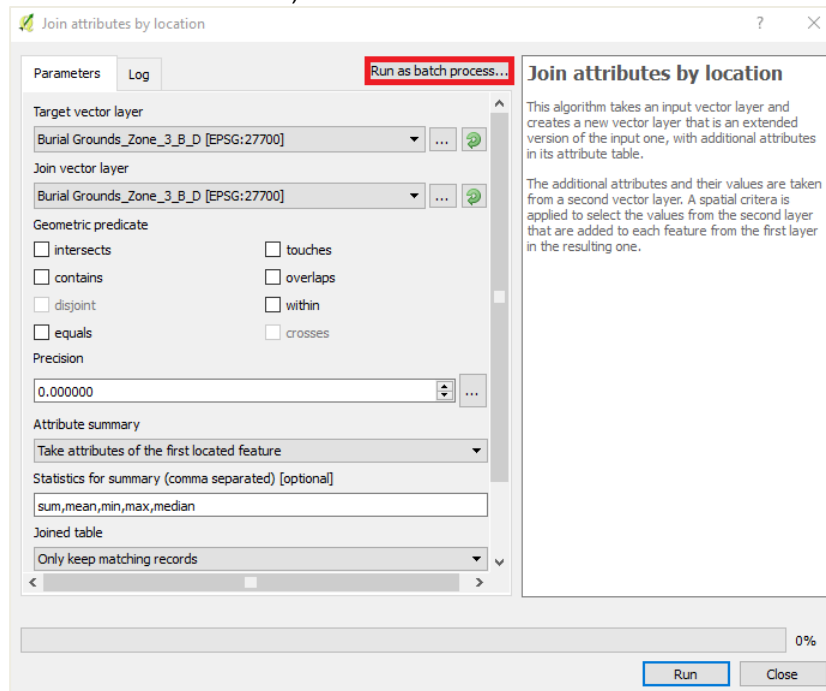 Join attributes by location
?
Parameters
Log
Run as batch process...
Target vector layer
Burial Grounds_Zone_3_B_D [EPSG:27700]
...
Join vector layer
Burial Grounds_Zone_3_B_D [EPSG:27700]
...
Geometric predicate
intersects
touches
contains
overlaps
disjoint
within
equals
crosses
Precision
0.000000
...
Attribute summary
Take attributes of the first located feature
Statistics for summary (comma separated) [optional]
sum,mean,min,max,median
Joined table
Only keep matching records
Join attributes by location
This algorithm takes an input vector layer and
creates a new vector layer that is an extended
version of the input one, with additional attributes
in its attribute table.
The additional attributes and their values are taken
from a second vector layer. A spatial critera is
applied to select the values from the second layer
that are added to each feature from the first layer
in the resulting one.
0%
Run
Close